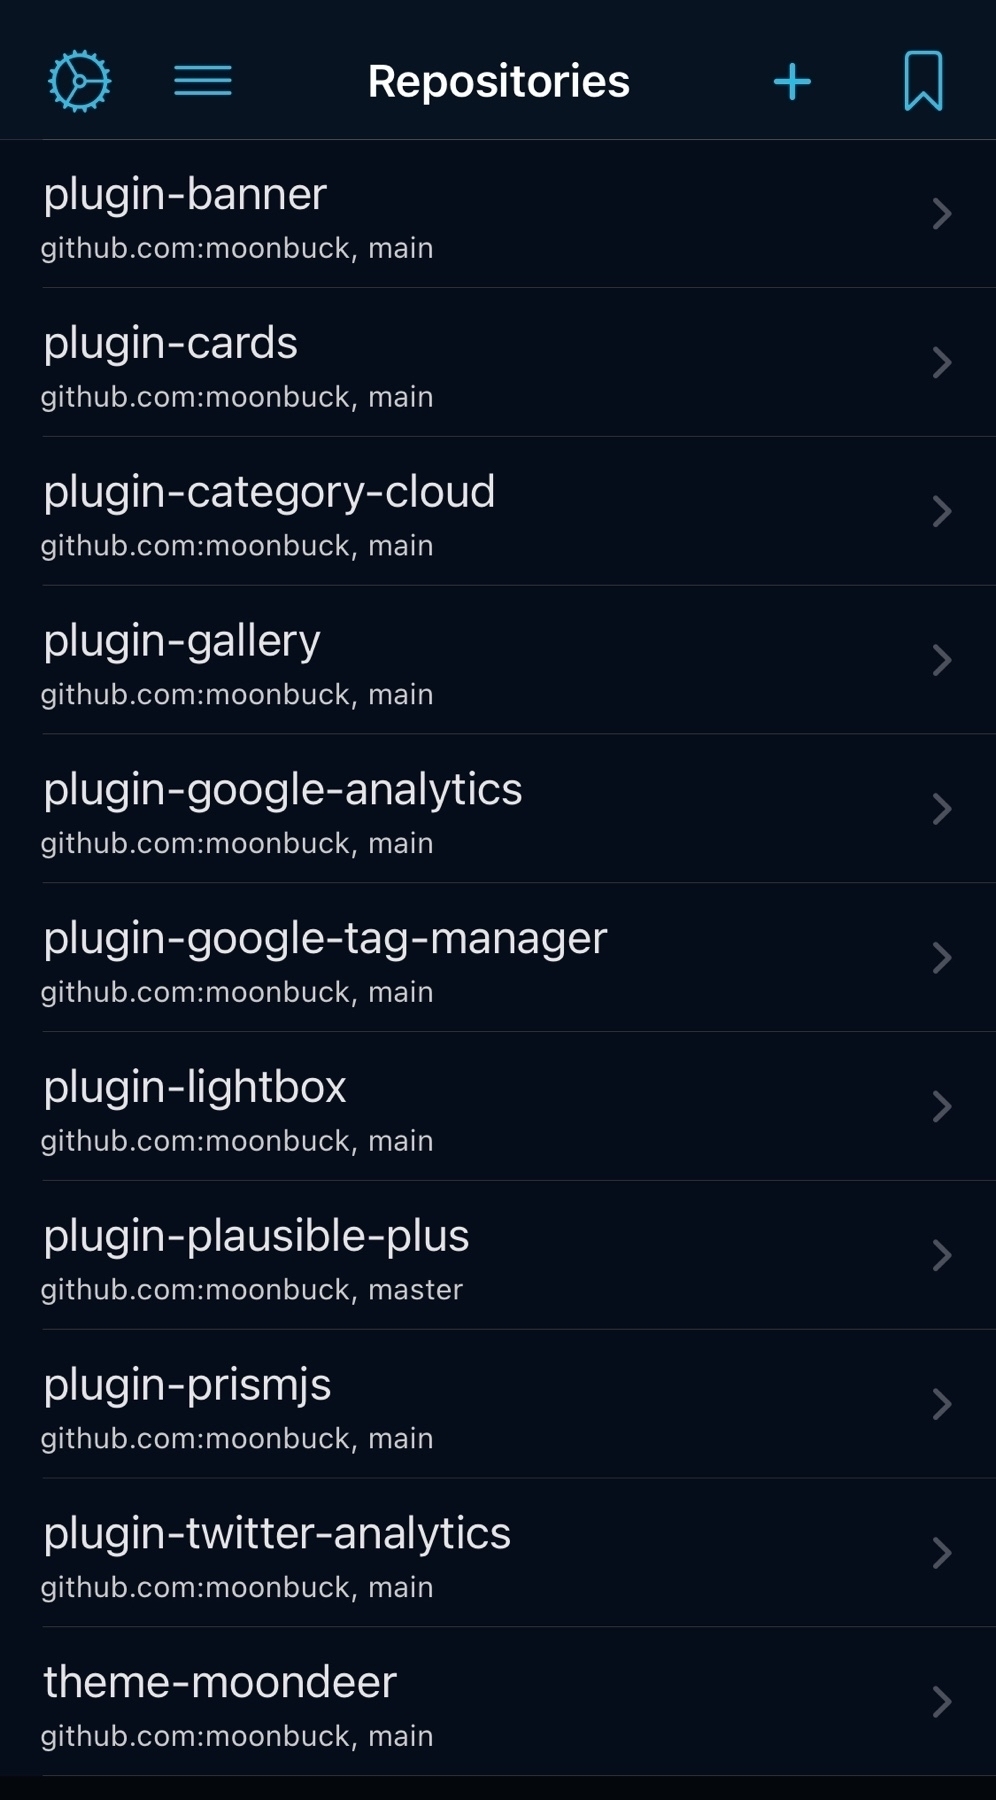 Repositories
plugin-banner
github.com:moonbuck, main
plugin-cards
github.com:moonbuck, main
plugin-category-cloud
github.com:moonbuck, main
plugin-gallery
github.com:moonbuck, main
plugin-google-analytics
github.com:moonbuck, main
plugin-google-tag-manager
github.com:moonbuck, main
plugin-lightbox
github.com:moonbuck, main
plugin-plausible-plus
github.com:moonbuck, master
plugin-prismjs
github.com:moonbuck, main
plugin-twitter-analytics
github.com:moonbuck, main
theme-moondeer
github.com:moonbuck, main